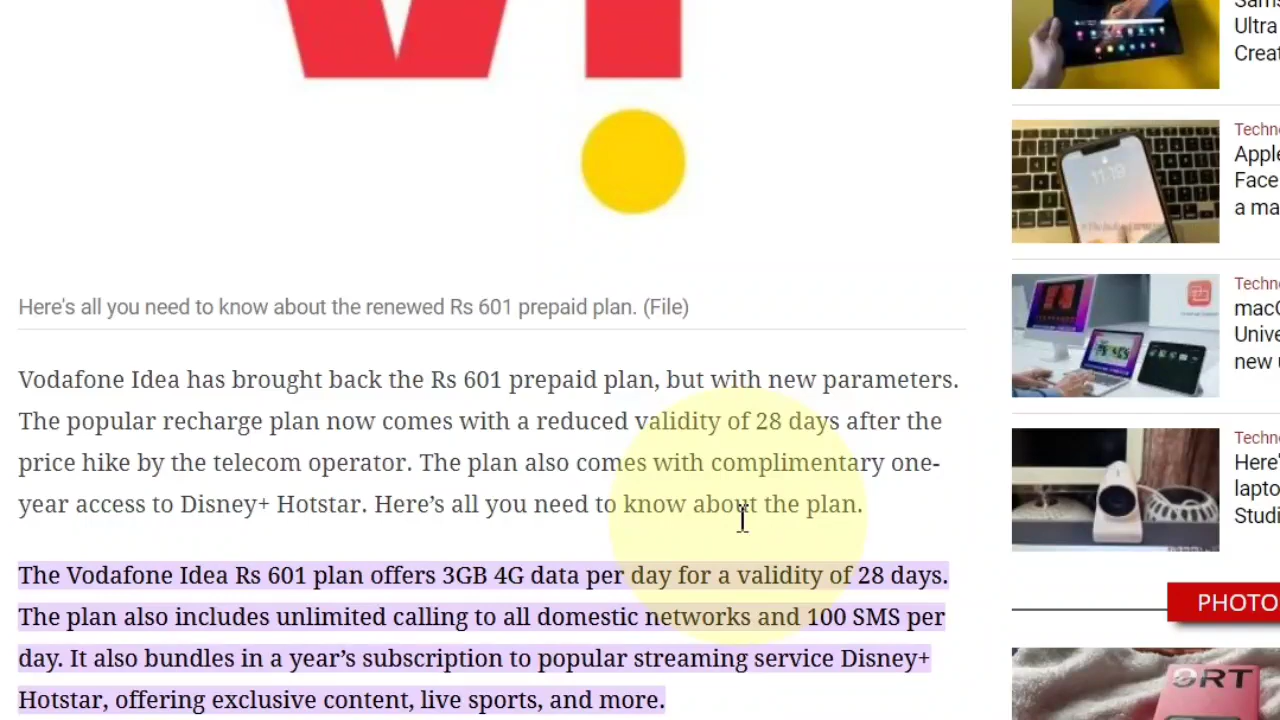 Here's all you need to know about the renewed Rs 601 prepaid plan. (File)
Vodafone Idea has brought back the Rs 601 prepaid plan, but with new parameters.
The popular recharge plan now comes with a reduced validity of 28 days after the
price hike by the telecom operator. The plan also comes with complimentary one-
year access to Disney+ Hotstar. Here’s all you need to know about the plan.
The Vodafone Idea Rs 601 plan offers 3GB 4G data per day for a validity of 28 days.
The plan also includes unlimited calling to all domestic networks and 100 SMS per
day. It also bundles in a year’s subscription to popular streaming service Disney+
Hotstar, offering exclusive content, live sports, and more.
Ultra
Creat
Techn
Apple
Face
a ma
11:19
Techn
macO
Unive
new u
Techn
Here'
lapto
Studi
PHOTO